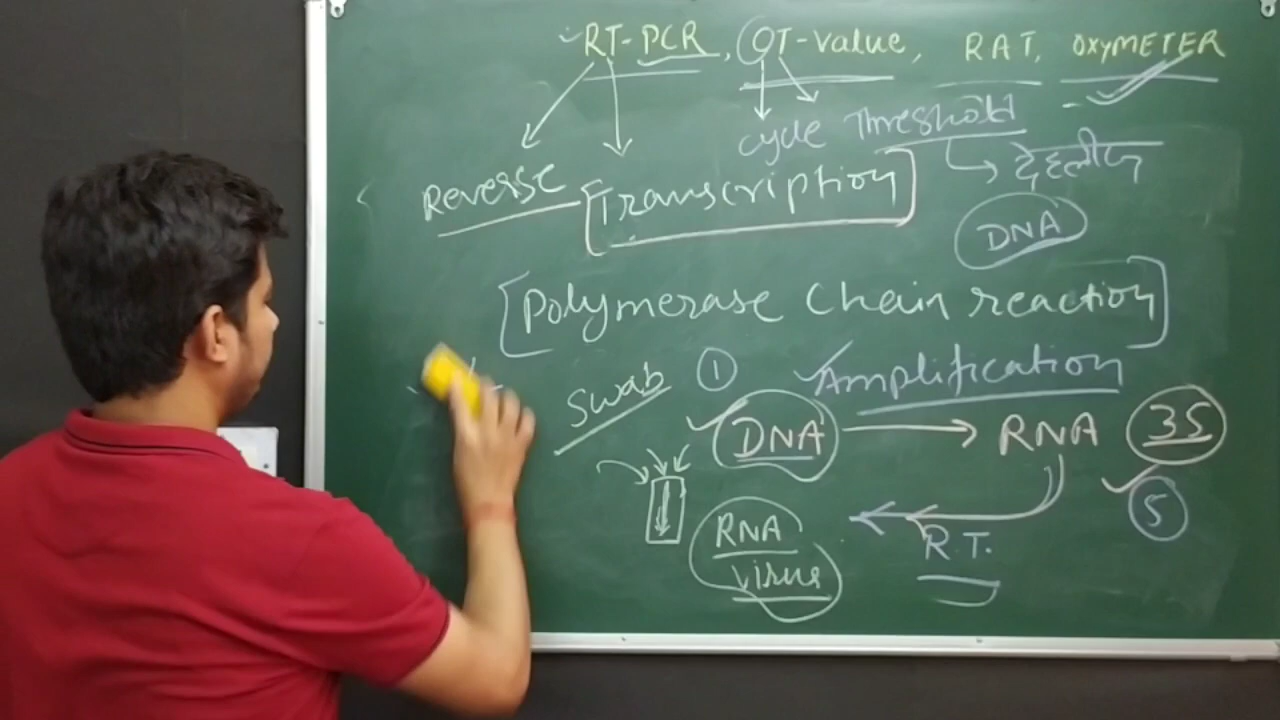 RT-PCR, CT-Value, RAT, OXYMETER
cycle Threshold
देहलीज
Reverse [Transcription]
DNA
[Polymerase Chain reaction]
Swab 1 Amplification
DNA → RNA 35
5
RNA R.T.
Virus